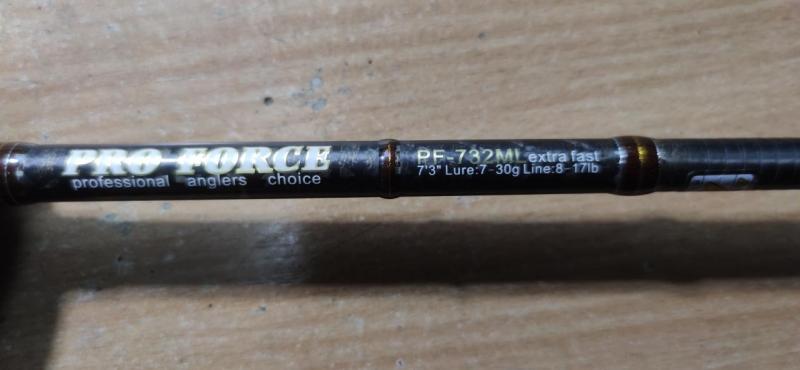 PRO FORCE
professional anglers choice
PF-732ML extra fast
7'3" Lure:7-30g Line:8-17lb